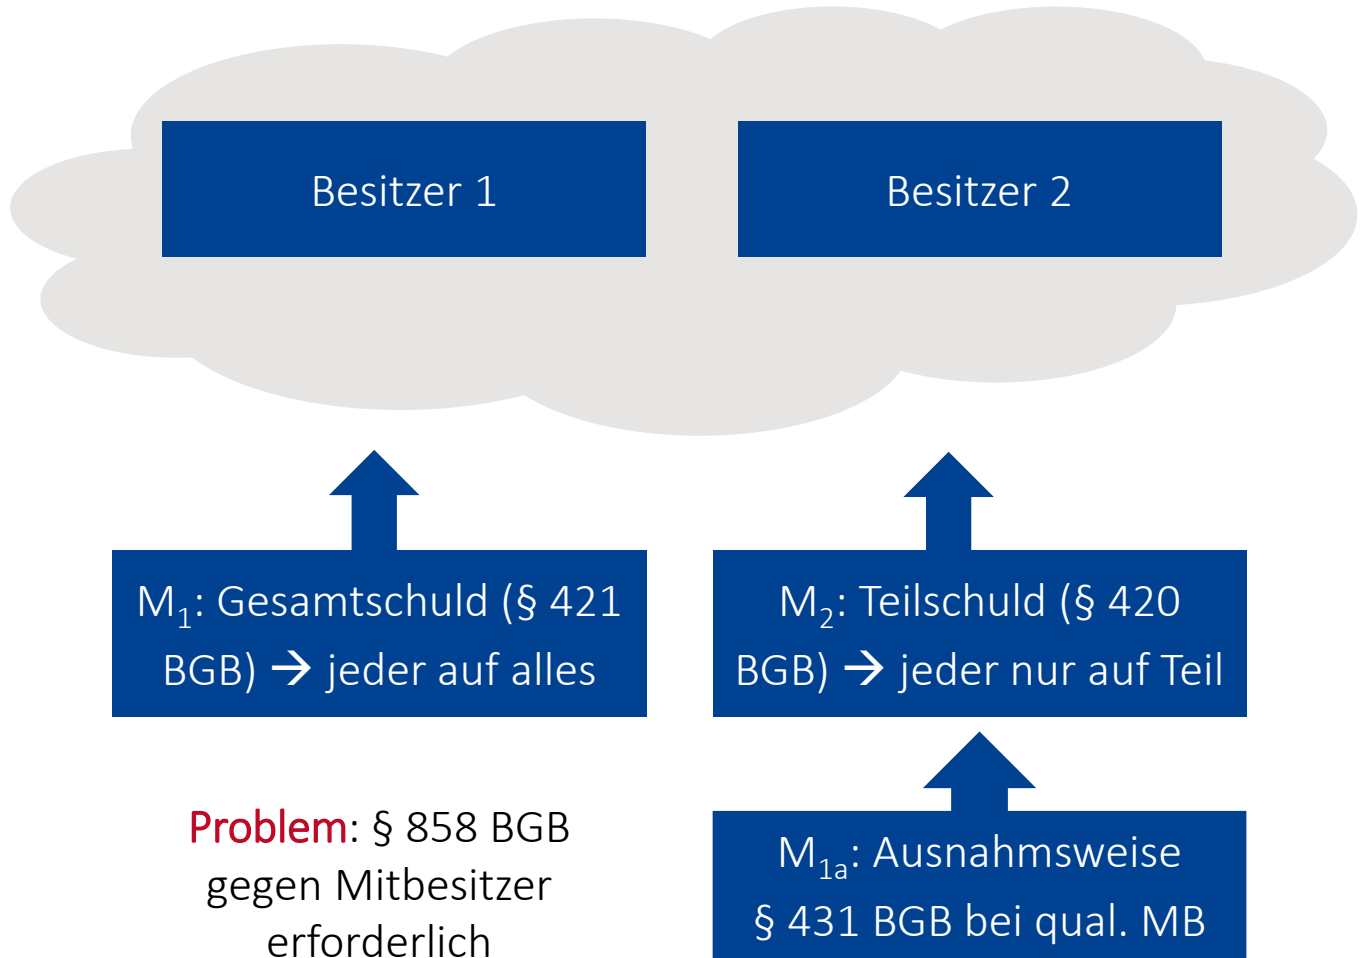 Besitzer 1
Besitzer 2
M₁: Gesamtschuld (§ 421
BGB) → jeder auf alles
M₂: Teilschuld (§ 420
BGB) → jeder nur auf Teil
Problem: § 858 BGB
gegen Mitbesitzer
erforderlich
M₁ₐ: Ausnahmsweise
§ 431 BGB bei qual. MB